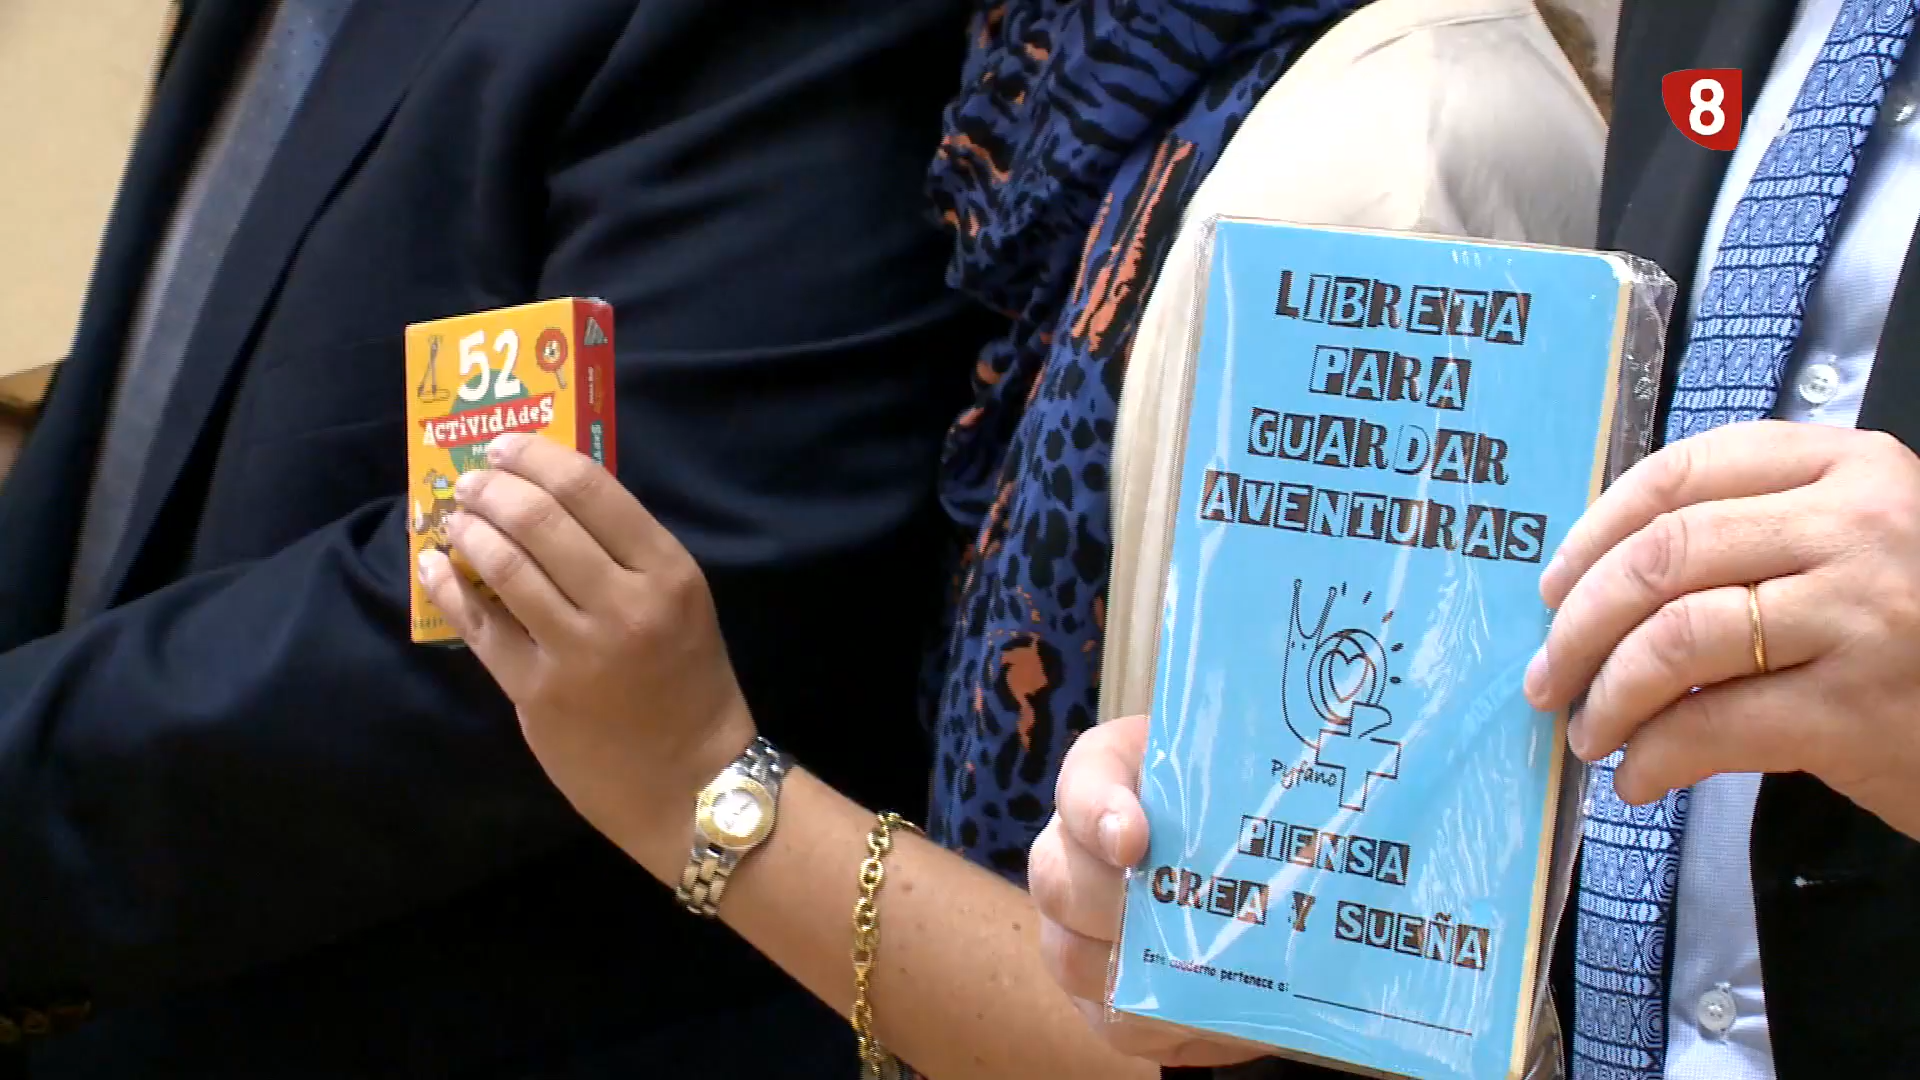 8
52
ACTIVIDADES
LIBRETA
PARA
GUARDAR
AVENTURAS
Pyfano
PIENSA
CREA Y SUEÑA
Este cuaderno pertenece a: